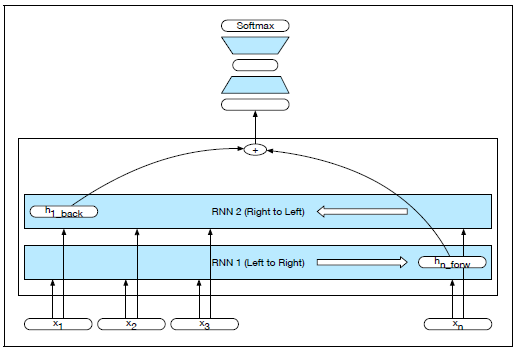 Softmax
+
h1_back
RNN 2 (Right to Left)
RNN 1 (Left to Right)
hn_forw
x1
x2
x3
xn